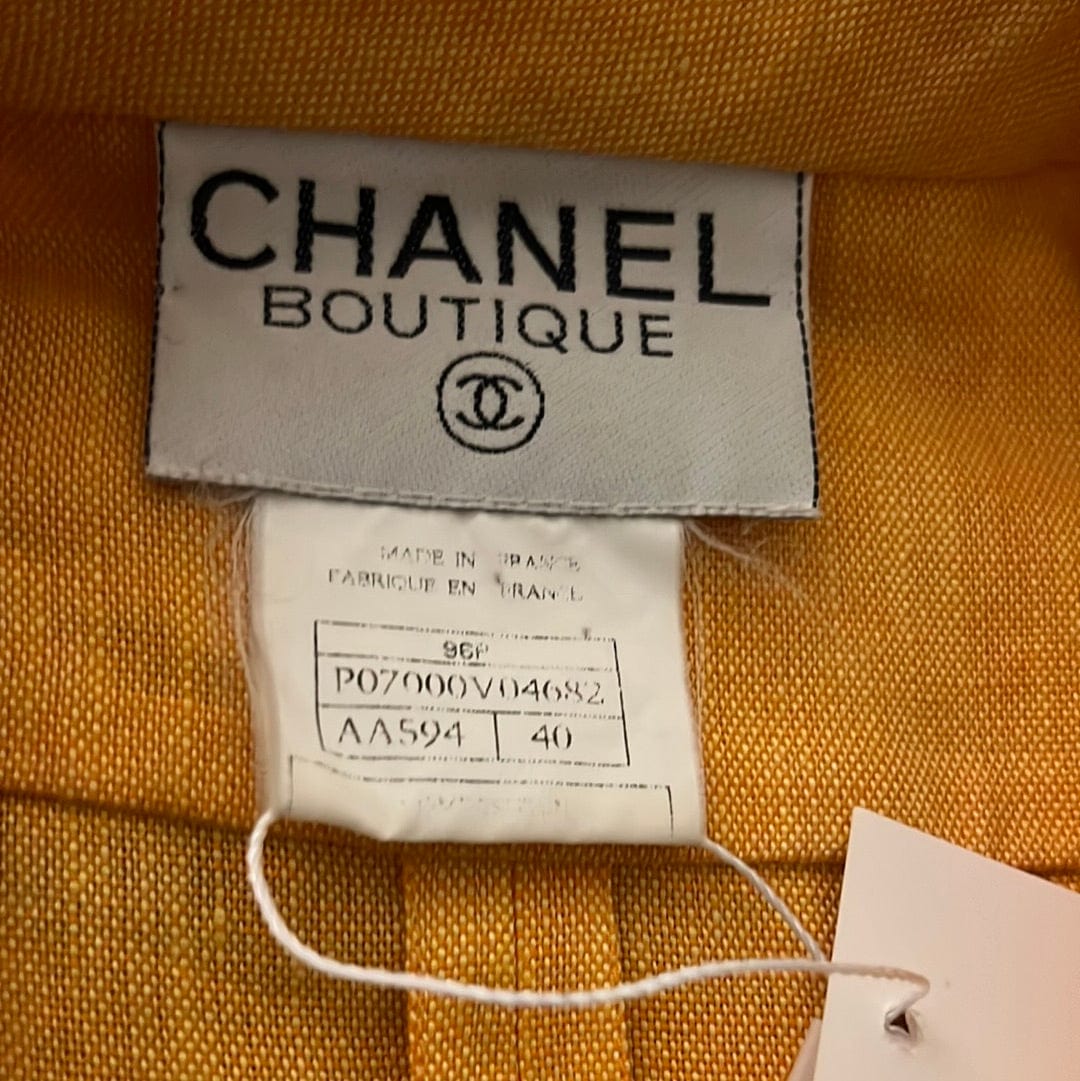 CHANEL
BOUTIQUE
MADE IN FRANCE
FABRIQUE EN FRANCE
96P
P07000V04682
AA594 40